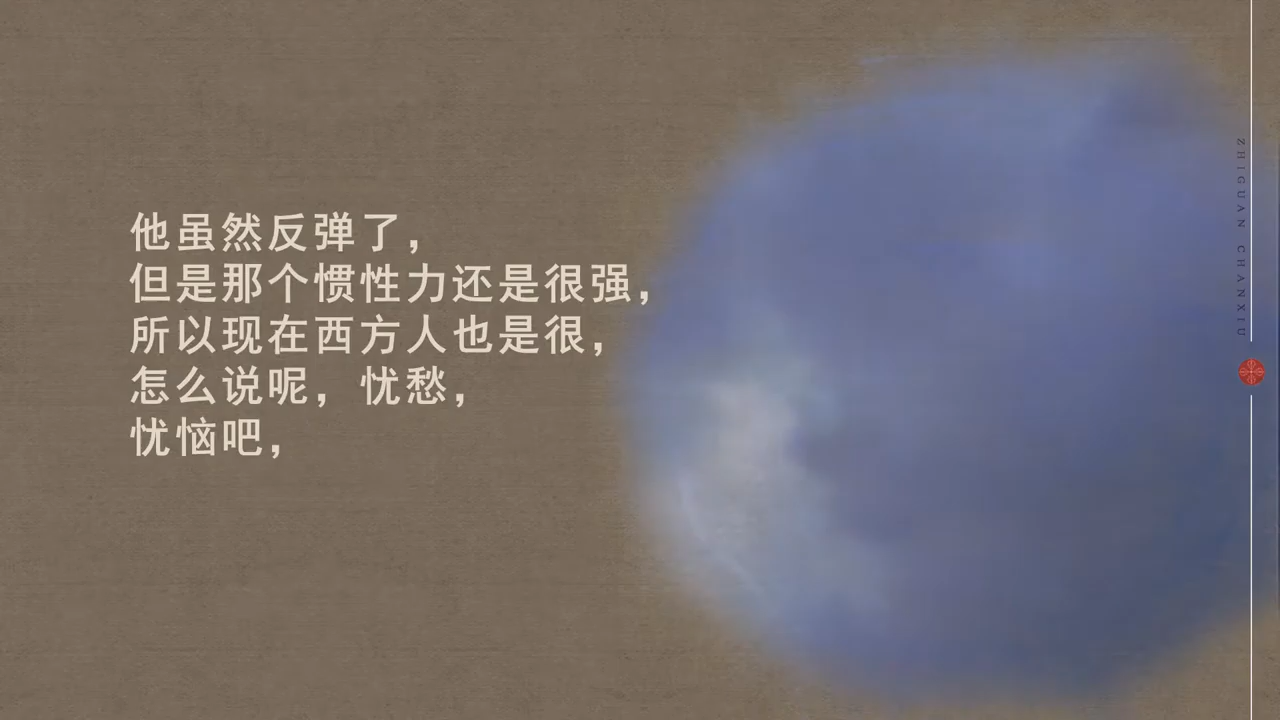 他虽然反弹了，
但是那个惯性力还是很强，
所以现在西方人也是很，
怎么说呢，忧愁，
忧恼吧，
ZHIGUAN CHANXIU